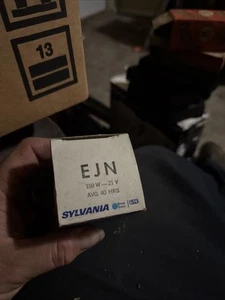 13
EJN
150 W — 21 V
AVG. 40 HRS.
SYLVANIA